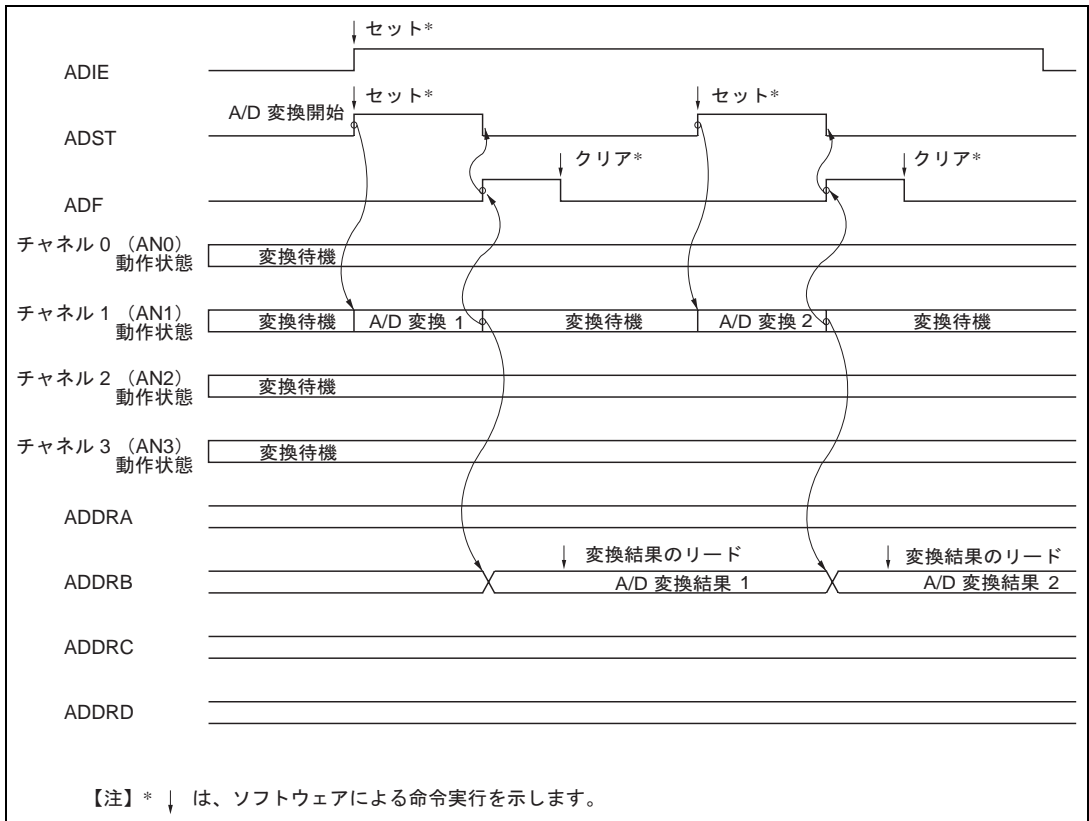 セット*
ADIE
セット* セット*
A/D 変換開始
ADST
クリア* クリア*
ADF
チャネル 0 （AN0）
動作状態
変換待機
チャネル 1 （AN1）
動作状態
変換待機 A/D 変換 1 変換待機 A/D 変換 2 変換待機
チャネル 2 （AN2）
動作状態
変換待機
チャネル 3 （AN3）
動作状態
変換待機
ADDRA
変換結果のリード 変換結果のリード
ADDRB
A/D 変換結果 1 A/D 変換結果 2
ADDRC
ADDRD
【注】* ↓ は、ソフトウェアによる命令実行を示します。